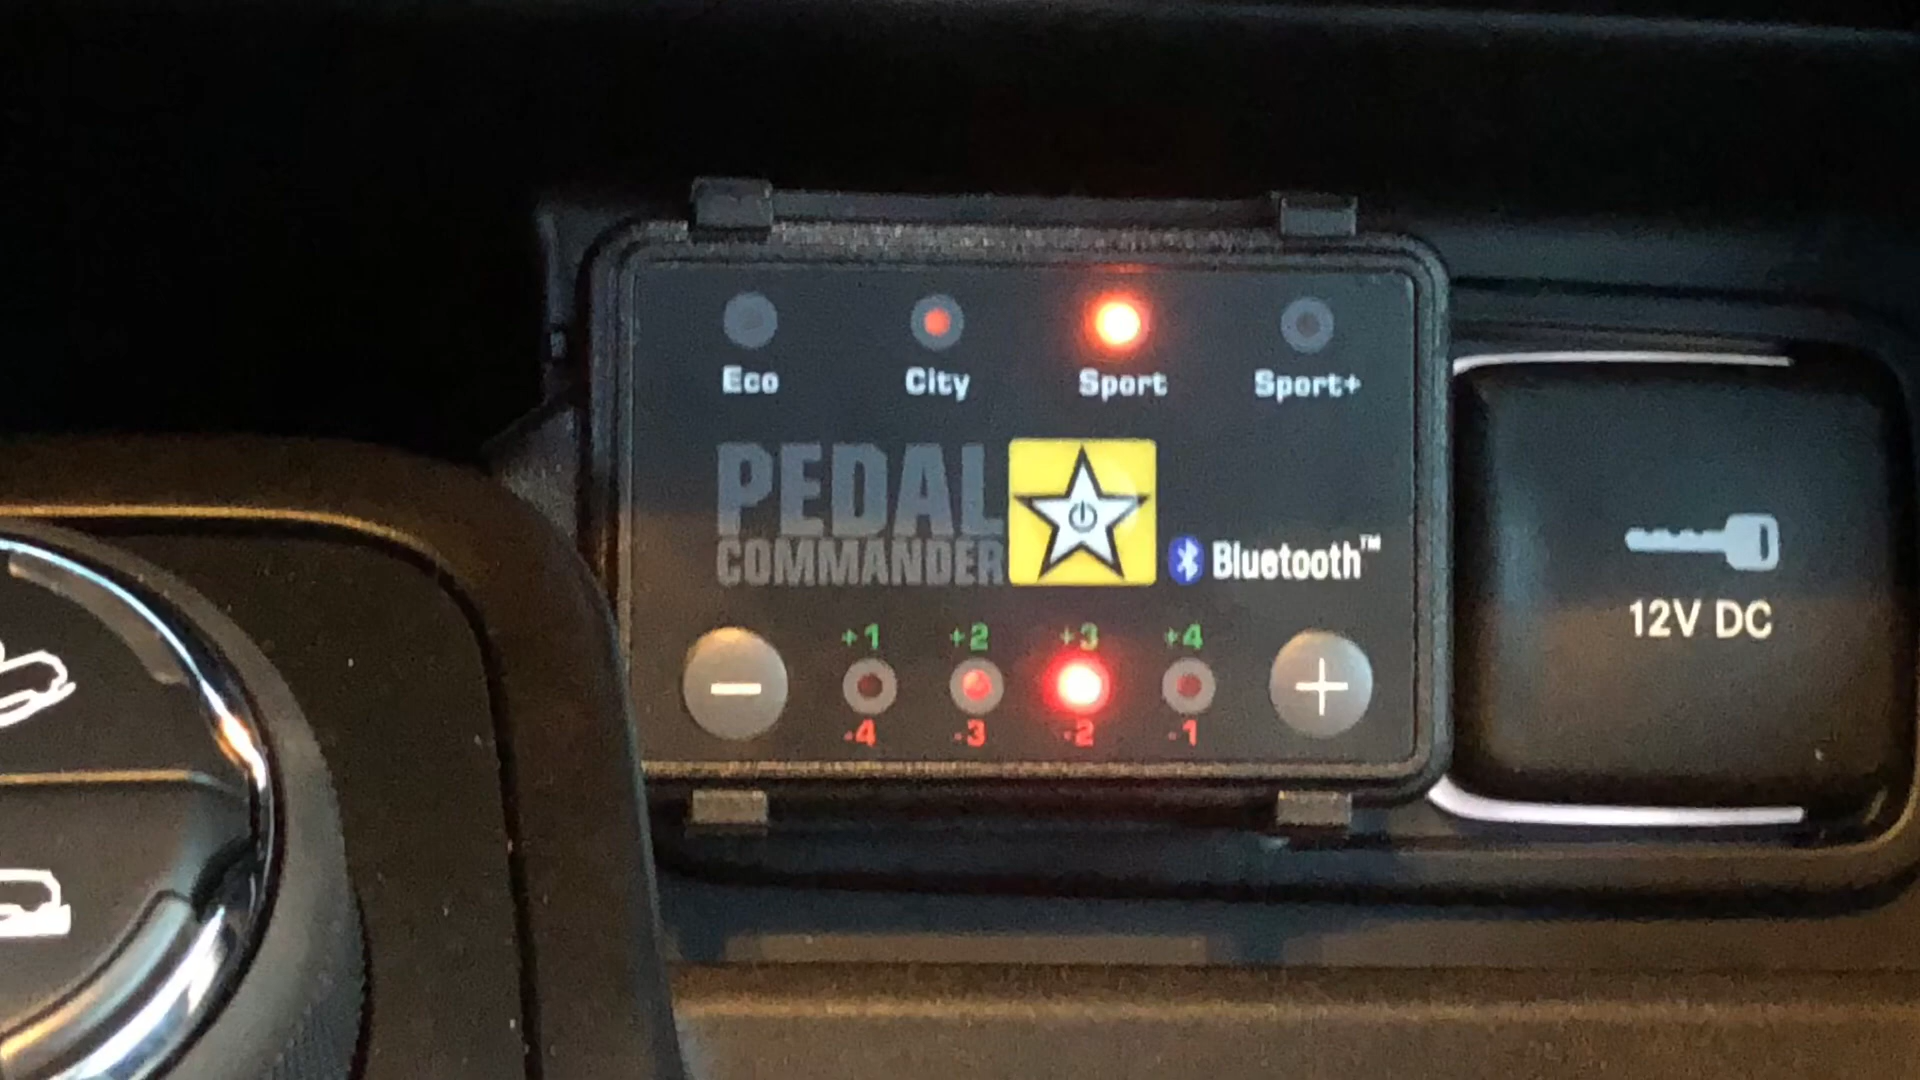 Eco City Sport Sport+
PEDAL
COMMANDER
Bluetooth™
+1 +2 +3 +4
- +
-4 -3 -2 -1
12V DC